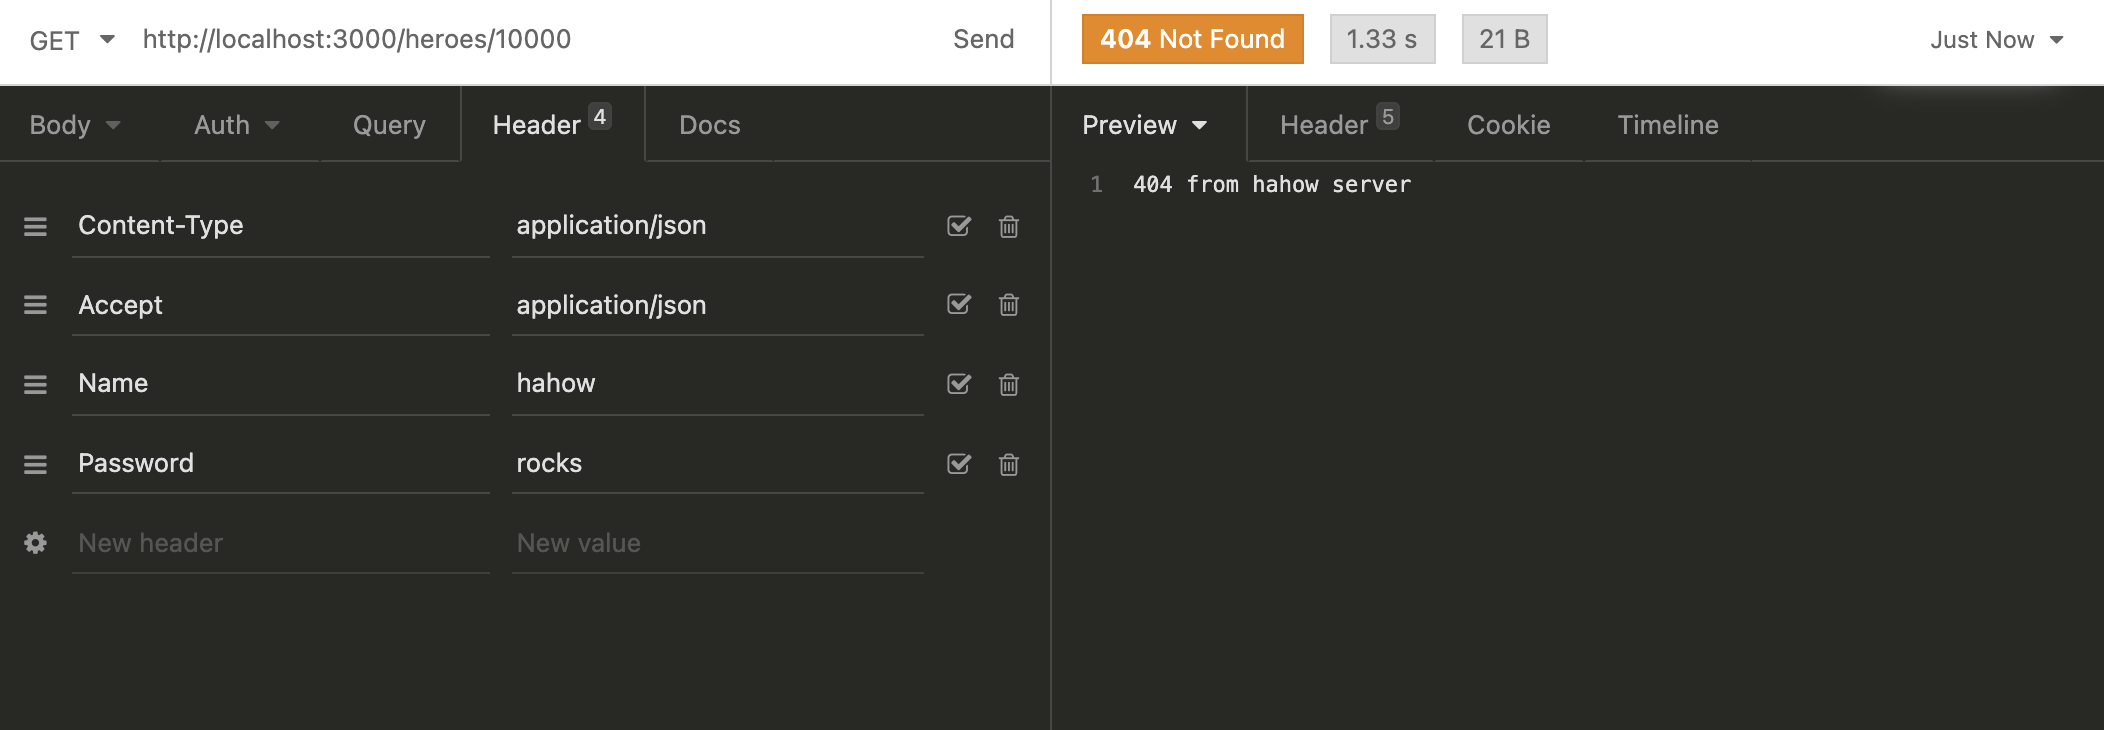 GET http://localhost:3000/heroes/10000 Send
404 Not Found 1.33 s 21 B Just Now
Body Auth Query Header 4 Docs
Preview Header 5 Cookie Timeline
1 404 from hahow server
Content-Type application/json
Accept application/json
Name hahow
Password rocks
New header New value